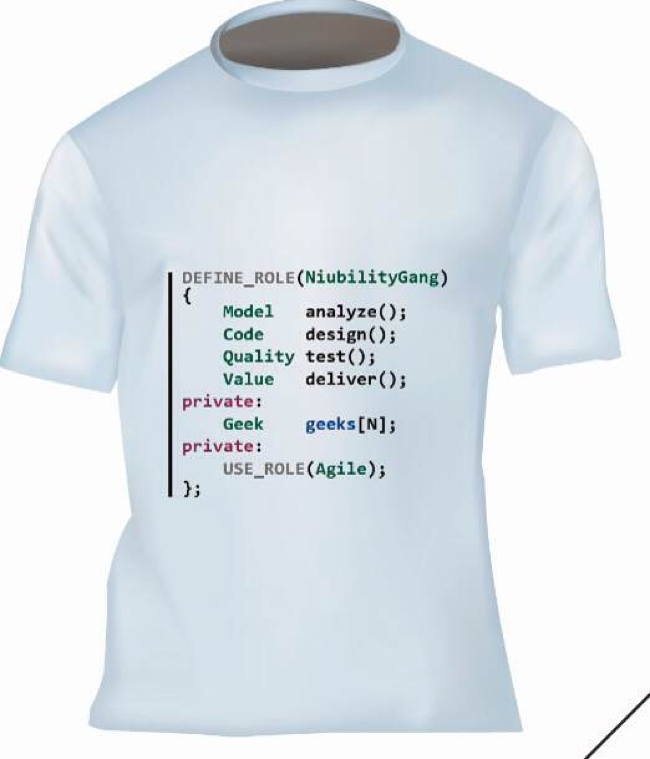 DEFINE_ROLE(NiubilityGang)
{
    Model   analyze();
    Code    design();
    Quality test();
    Value   deliver();
private:
    Geek    geeks[N];
private:
    USE_ROLE(Agile);
};